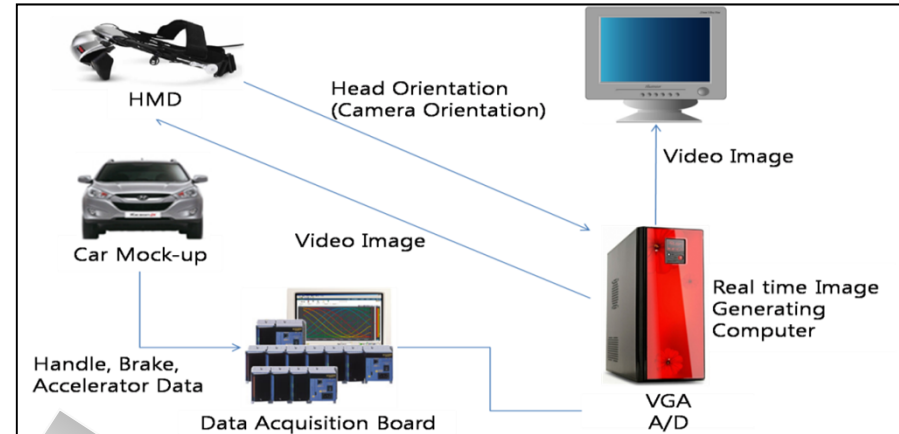 HMD
Head Orientation
(Camera Orientation)
Video Image
Car Mock-up
Video Image
Real time Image
Generating
Computer
Handle, Brake,
Accelerator Data
Data Acquisition Board
VGA
A/D